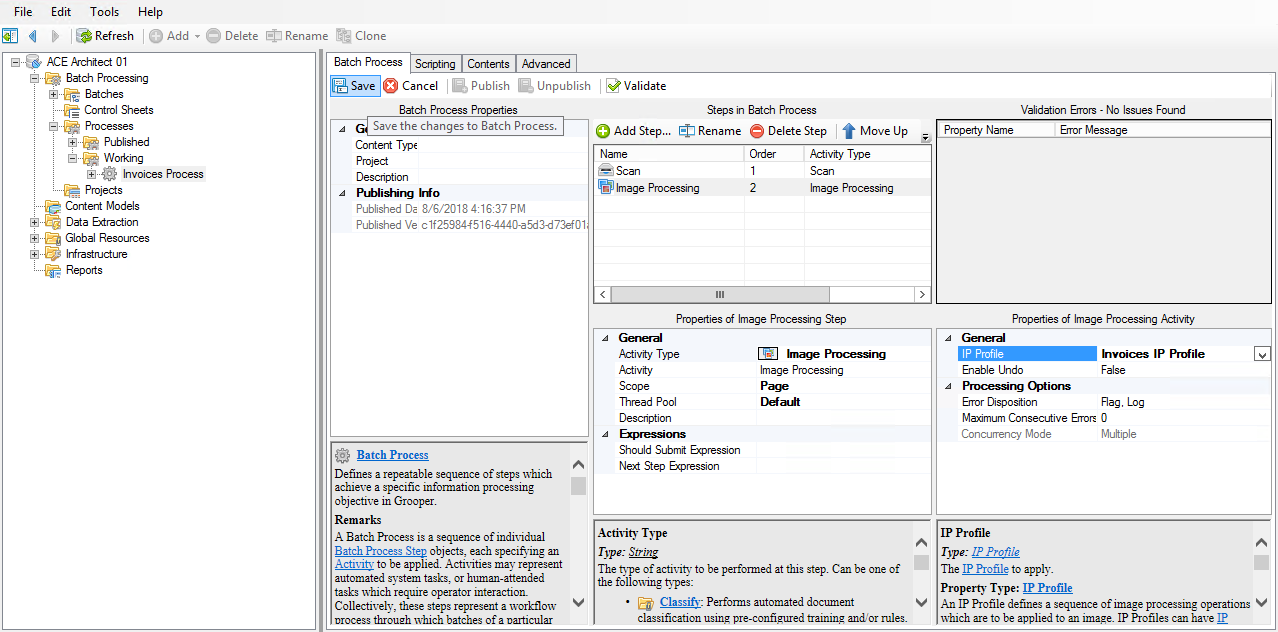 File Edit Tools Help
Refresh Add Delete Rename Clone
ACE Architect 01
Batch Processing
Batches
Control Sheets
Processes
Published
Working
Invoices Process
Projects
Content Models
Data Extraction
Global Resources
Infrastructure
Reports
Batch Process Scripting Contents Advanced
Save Cancel Publish Unpublish Validate
Batch Process Properties
Save the changes to Batch Process.
Content Type
Project
Description
Publishing Info
Published Da 8/6/2018 4:16:37 PM
Published Ve c1f25984-f516-4440-a5d3-d73ef01a
Batch Process
Defines a repeatable sequence of steps which
achieve a specific information processing
objective in Grooper.
Remarks
A Batch Process is a sequence of individual
Batch Process Step objects, each specifying an
Activity to be applied. Activities may represent
automated system tasks, or human-attended
tasks which require operator interaction.
Collectively, these steps represent a workflow
process through which batches of a particular
Steps in Batch Process
Add Step... Rename Delete Step Move Up
Name Order Activity Type
Scan 1 Scan
Image Processing 2 Image Processing
Properties of Image Processing Step
General
Activity Type Image Processing
Activity Image Processing
Scope Page
Thread Pool Default
Description
Expressions
Should Submit Expression
Next Step Expression
Activity Type
Type: String
The type of activity to be performed at this step. Can be one
of the following types:
• Classify: Performs automated document
classification using pre-configured training and/or rules.
Validation Errors - No Issues Found
Property Name Error Message
Properties of Image Processing Activity
General
IP Profile Invoices IP Profile
Enable Undo False
Processing Options
Error Disposition Flag, Log
Maximum Consecutive Errors 0
Concurrency Mode Multiple
IP Profile
Type: IP Profile
The IP Profile to apply.
Property Type: IP Profile
An IP Profile defines a sequence of image processing operations
which are to be applied to an image. IP Profiles can have IP